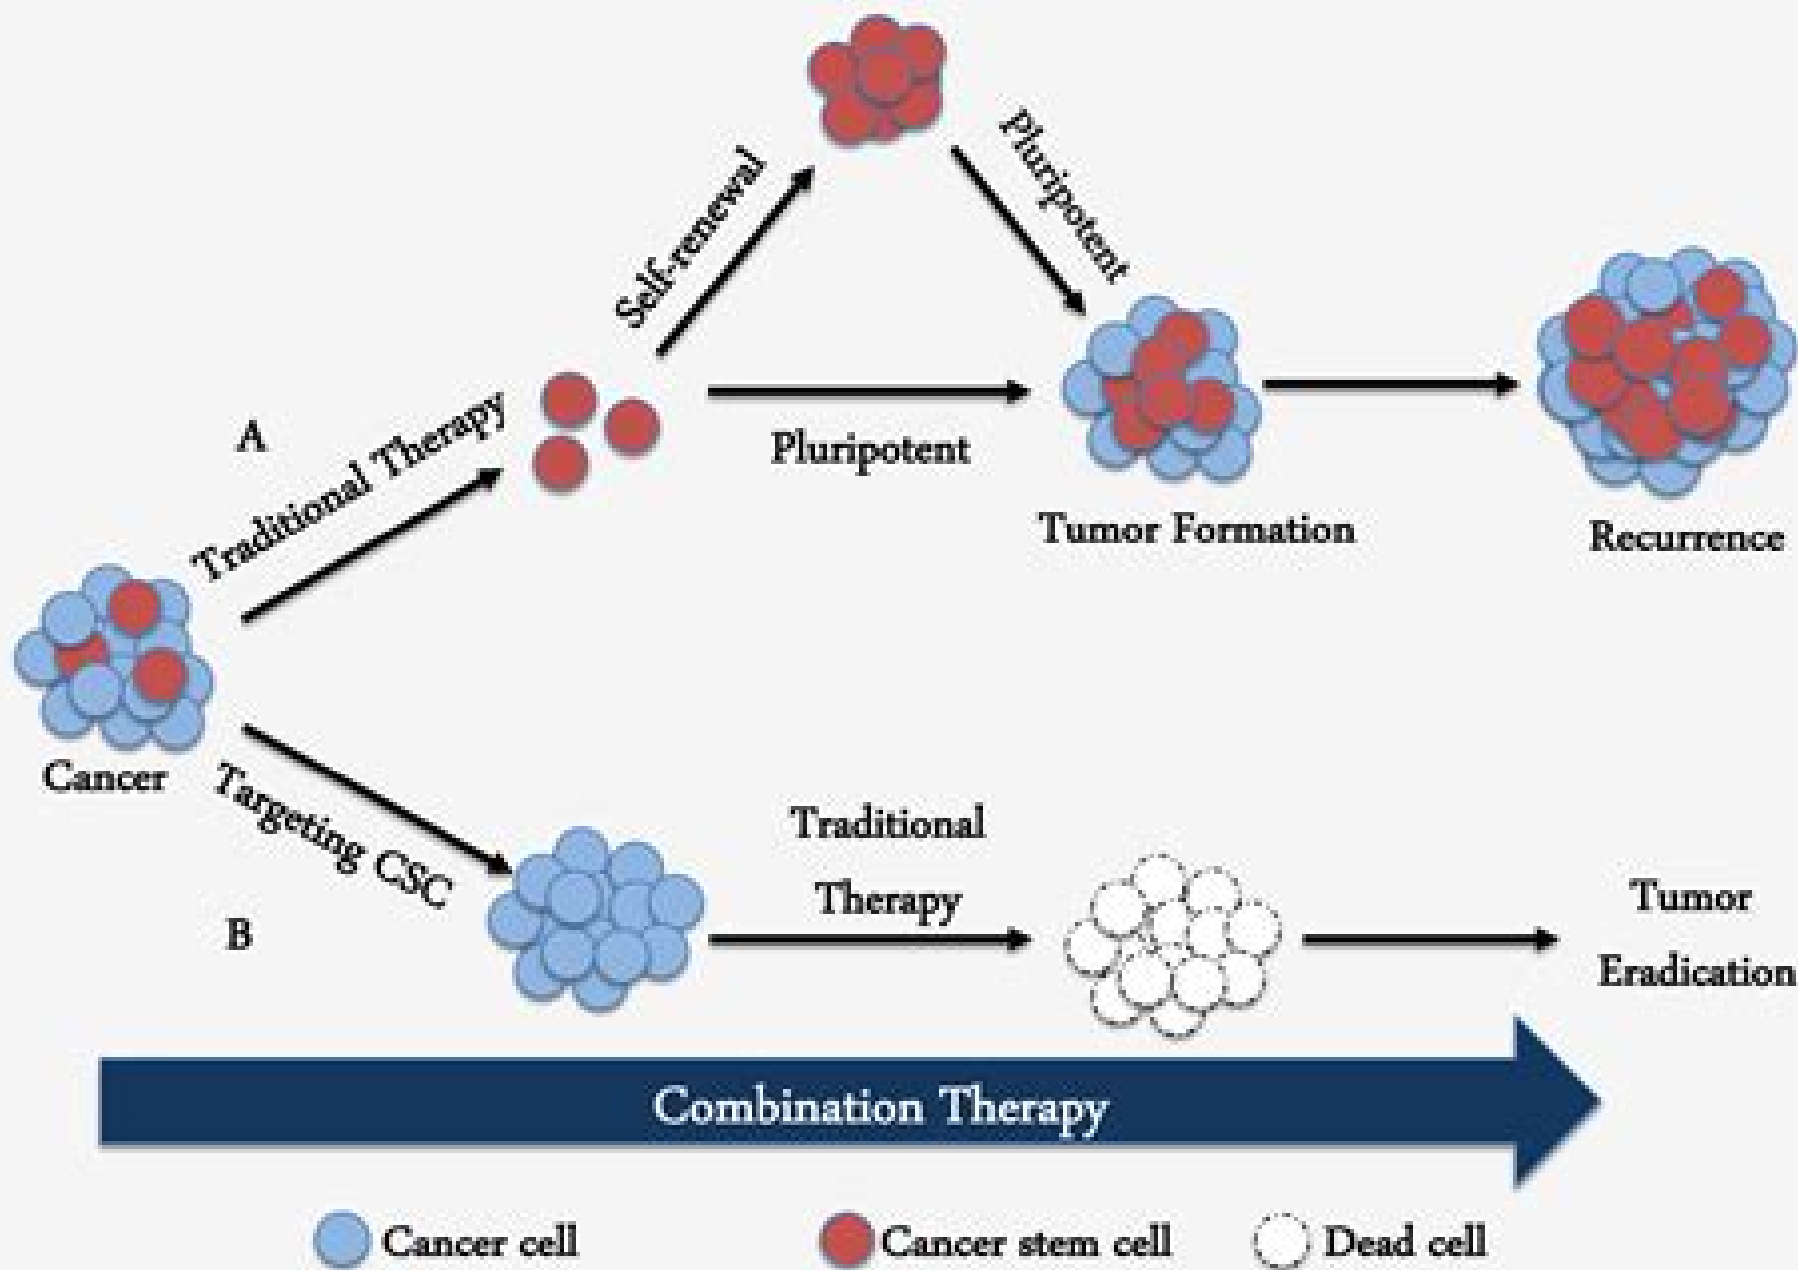 Self-renewal
Pluripotent
A
Traditional Therapy
Pluripotent
Tumor Formation
Recurrence
Cancer
Targeting CSC
B
Traditional
Therapy
Tumor
Eradication
Combination Therapy
Cancer cell
Cancer stem cell
Dead cell